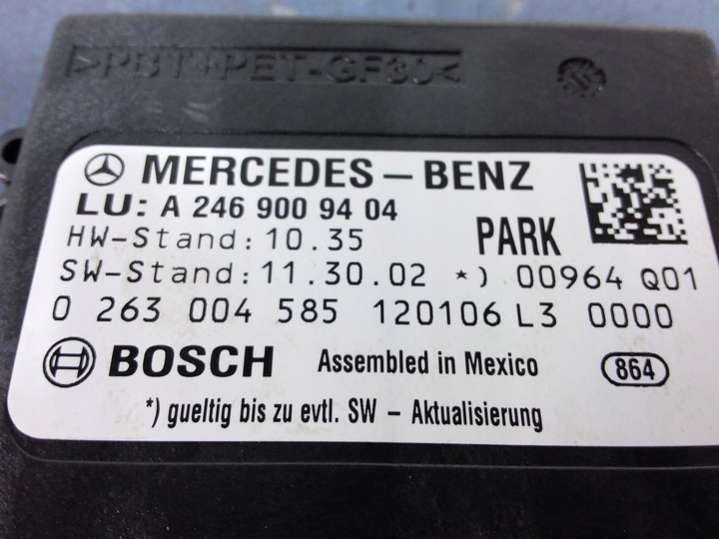 >PBT+PET-GF30<
MERCEDES – BENZ
LU: A 246 900 94 04
HW-Stand: 10.35 PARK
SW-Stand: 11.30.02 *) 00964 Q01
0 263 004 585 120106 L3 0000
BOSCH Assembled in Mexico 864
*) gueltig bis zu evtl. SW – Aktualisierung